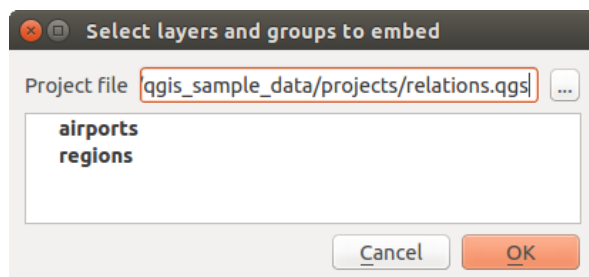 Select layers and groups to embed
Project file /qgis_sample_data/projects/relations.qgs ...
airports
regions
Cancel OK